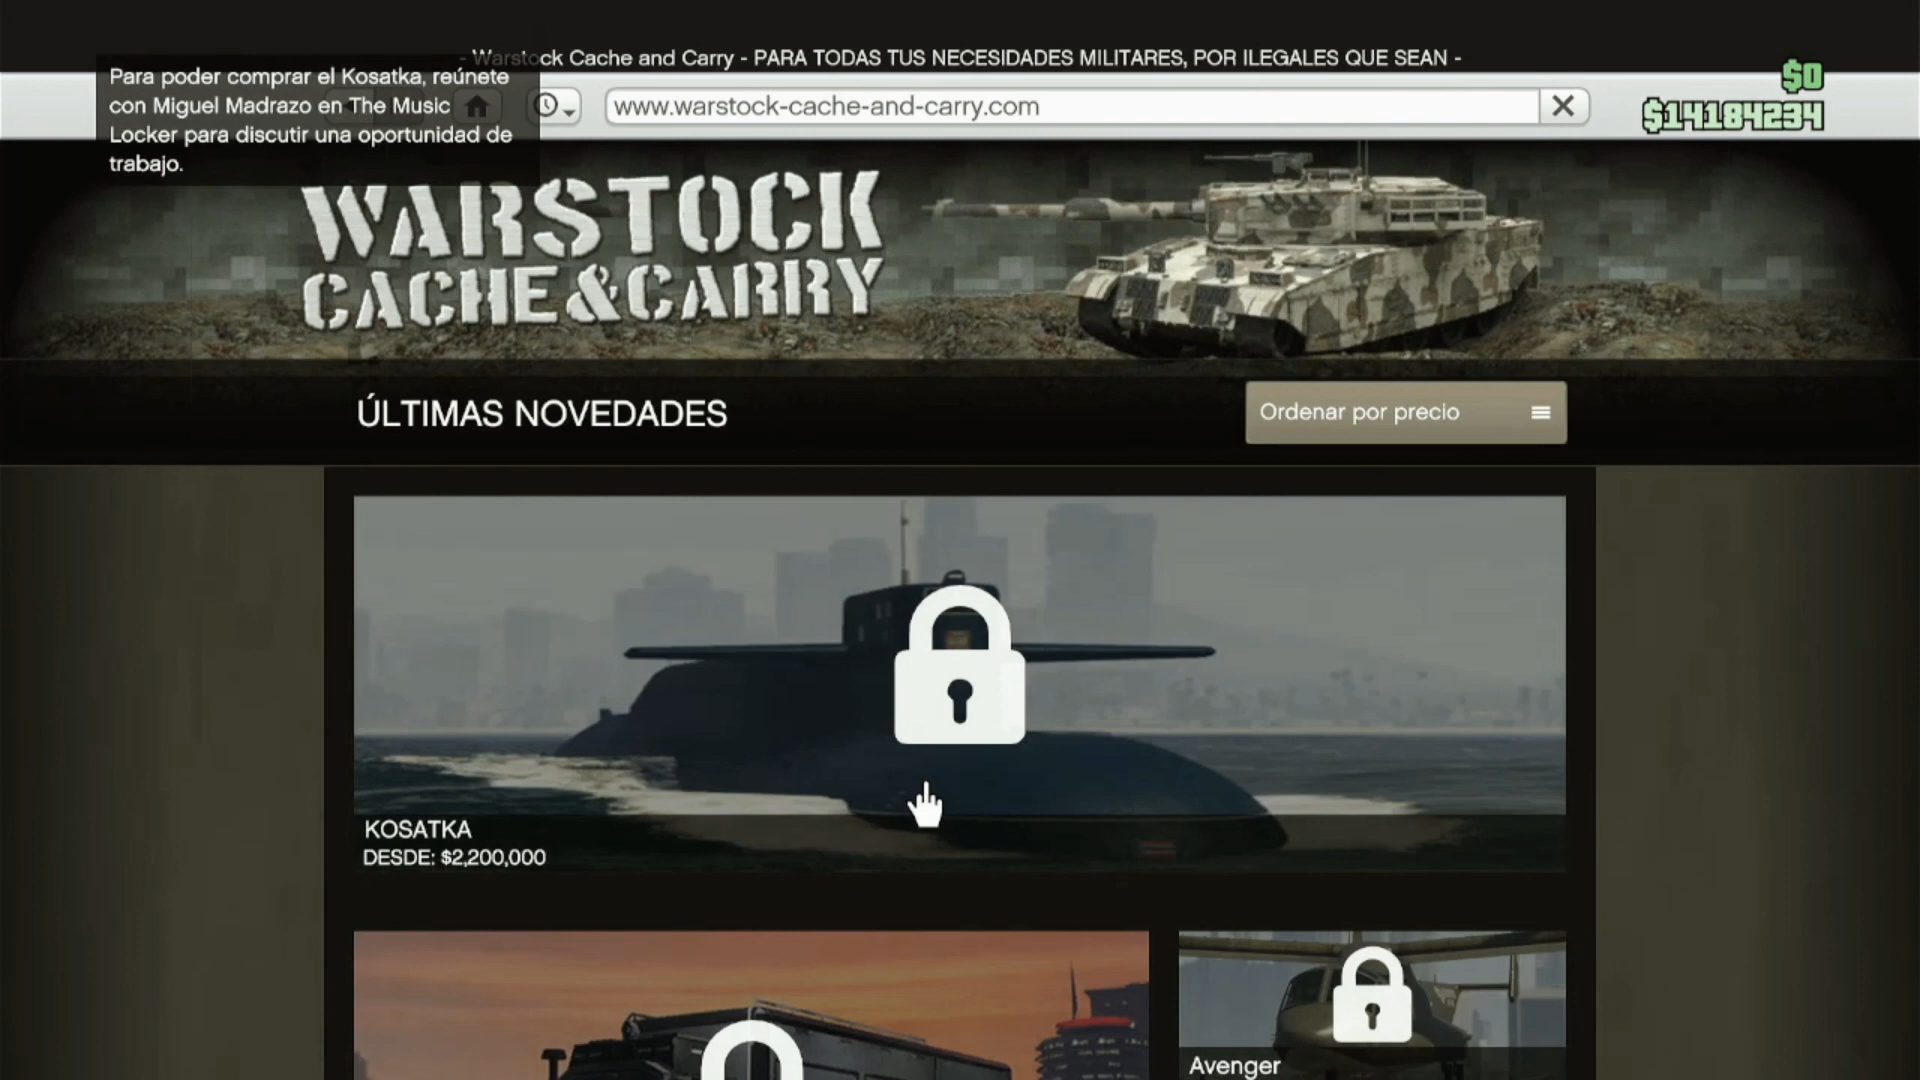 - Warstock Cache and Carry - PARA TODAS TUS NECESIDADES MILITARES, POR ILEGALES QUE SEAN -
Para poder comprar el Kosatka, reúnete
con Miguel Madrazo en The Music
Locker para discutir una oportunidad de
trabajo.
www.warstock-cache-and-carry.com
$0
$14184234
WARSTOCK
CACHE&CARRY
ÚLTIMAS NOVEDADES
Ordenar por precio
KOSATKA
DESDE: $2,200,000
Avenger